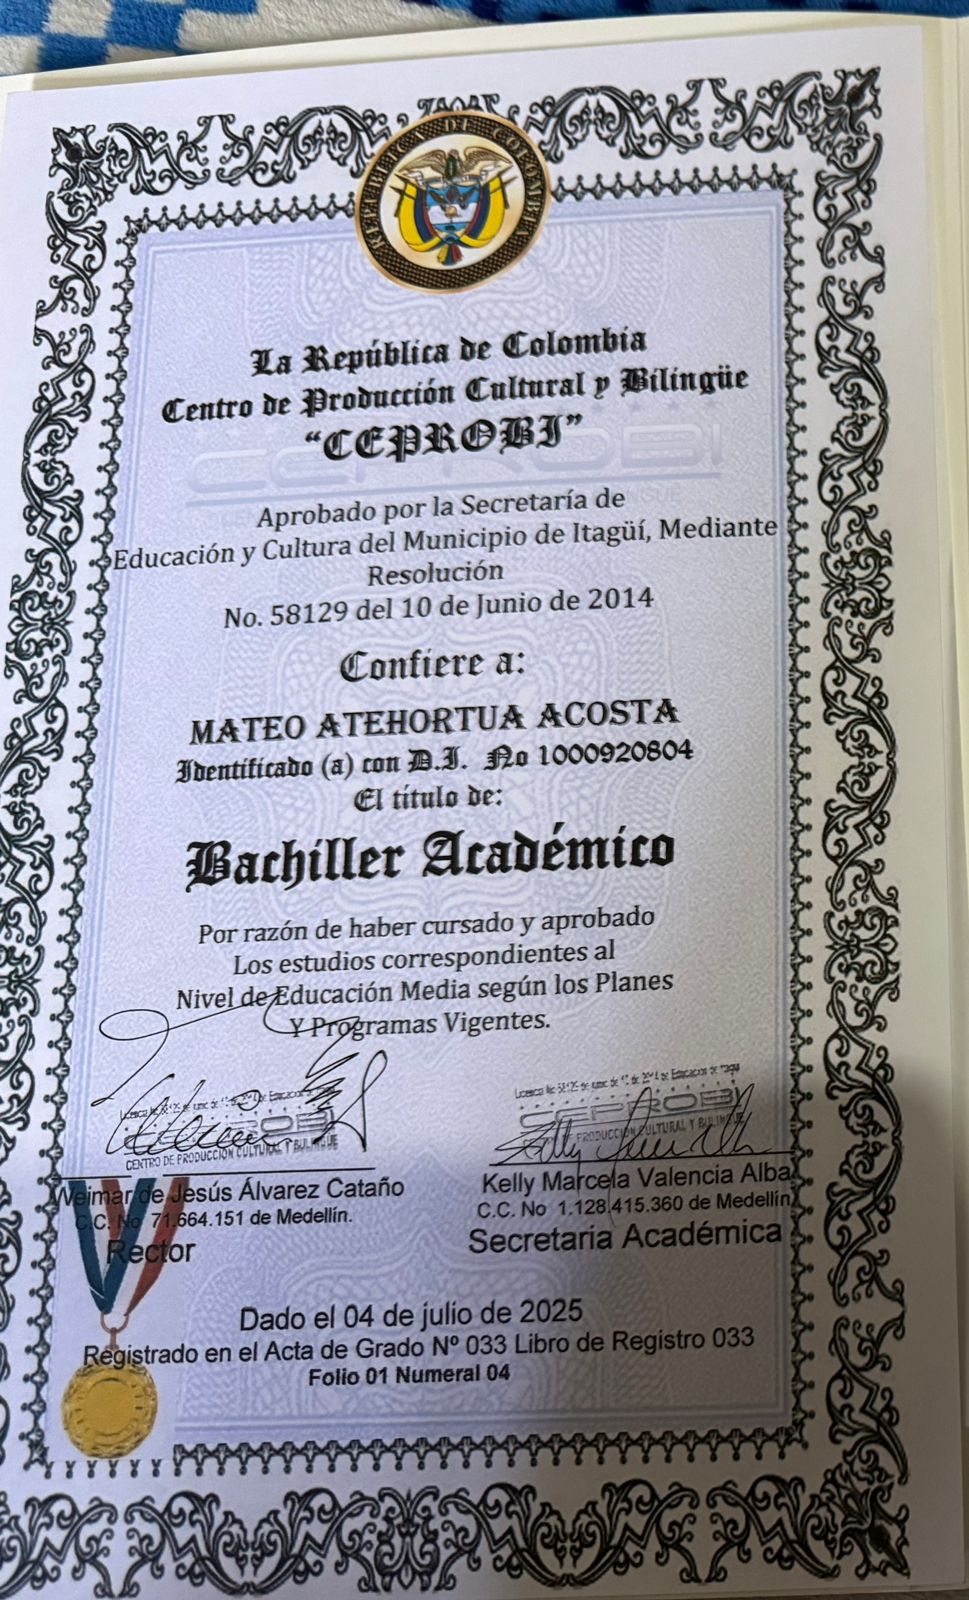 REPUBLICA DE COLOMBIA
La República de Colombia
Centro de Producción Cultural y Bilingüe
“CEPROBI”
Aprobado por la Secretaría de
Educación y Cultura del Municipio de Itagüí, Mediante
Resolución
No. 58129 del 10 de Junio de 2014
Confiere a:
MATEO ATEHORTUA ACOSTA
Identificado (a) con D.I. No 1000920804
El título de:
Bachiller Académico
Por razón de haber cursado y aprobado
Los estudios correspondientes al
Nivel de Educación Media según los Planes
Y Programas Vigentes.
CENTRO DE PRODUCCIÓN CULTURAL Y BILINGUE
CEPROBI
DE PRODUCCIÓN CULTURAL Y BILINGUE
Weimar de Jesús Álvarez Cataño
C.C. No 71.664.151 de Medellín.
Rector
Kelly Marcela Valencia Alba
C.C. No 1.128.415.360 de Medellín
Secretaria Académica
Dado el 04 de julio de 2025
Registrado en el Acta de Grado Nº 033 Libro de Registro 033
Folio 01 Numeral 04